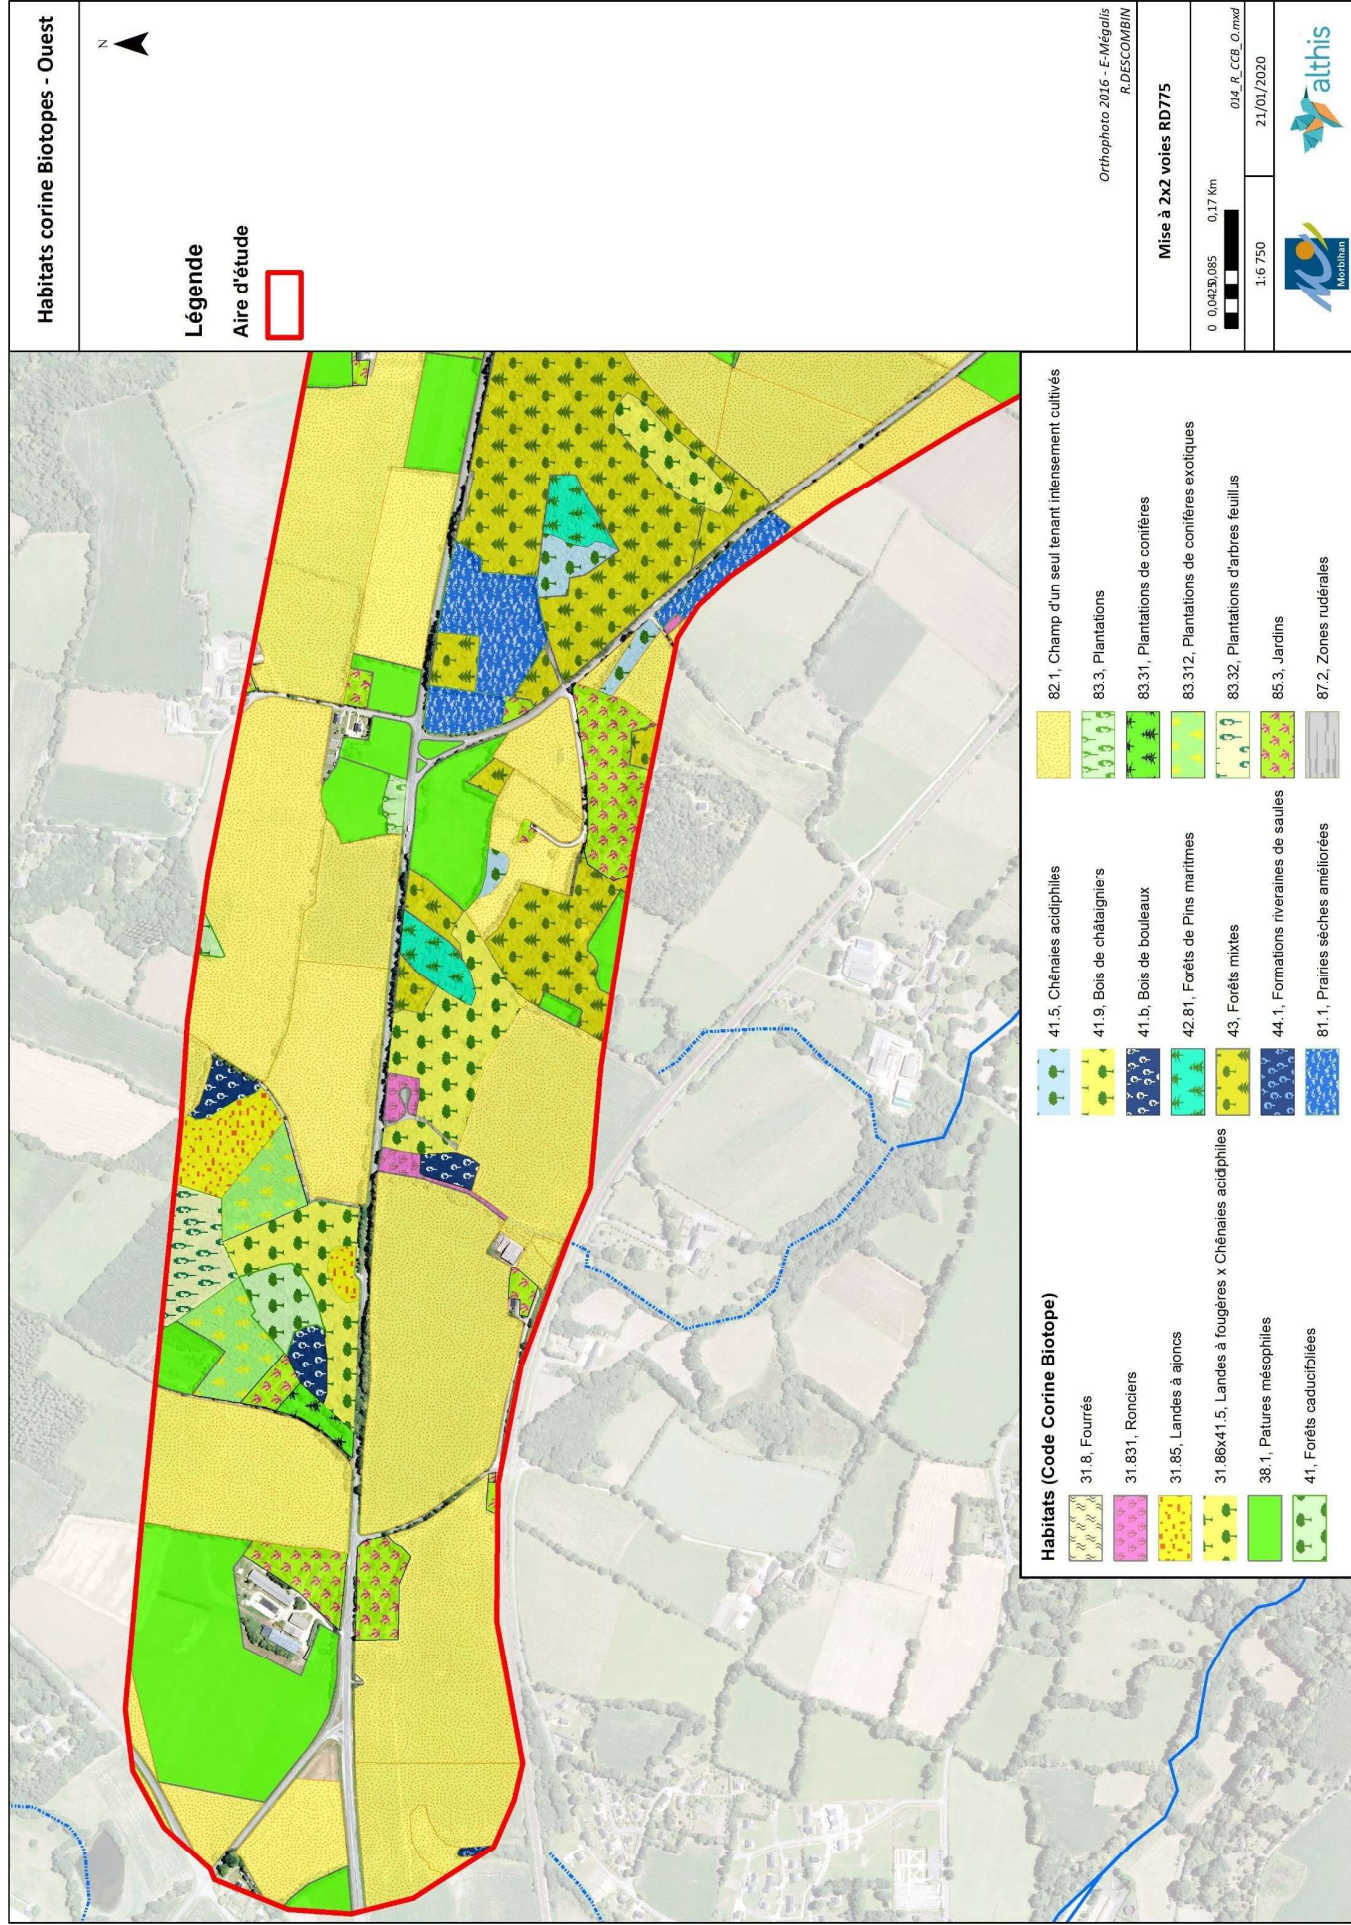 Habitats corine Biotopes - Ouest
N
Légende
Aire d'étude
Orthophoto 2016 - E-Mégalis
R.DESCOMBIN
Mise à 2x2 voies RD775
0 0,0425 0,085 0,17 Km
014_R_CCB_O.mxd
1:6 750
21/01/2020
Morbihan
althis
Habitats (Code Corine Biotope)
31.8, Fourrés
31.831, Ronciers
31.85, Landes à ajoncs
31.86x41.5, Landes à fougères x Chênaies acidiphiles
38.1, Patures mésophiles
41, Forêts caducifoliées
41.5, Chênaies acidiphiles
41.9, Bois de châtaigniers
41.b, Bois de bouleaux
42.81, Forêts de Pins maritmes
43, Forêts mixtes
44.1, Formations riveraines de saules
81.1, Prairies sèches améliorées
82.1, Champ d'un seul tenant intensement cultivés
83.3, Plantations
83.31, Plantations de conifères
83.312, Plantations de conifères exotiques
83.32, Plantations d'arbres feuillus
85.3, Jardins
87.2, Zones rudérales